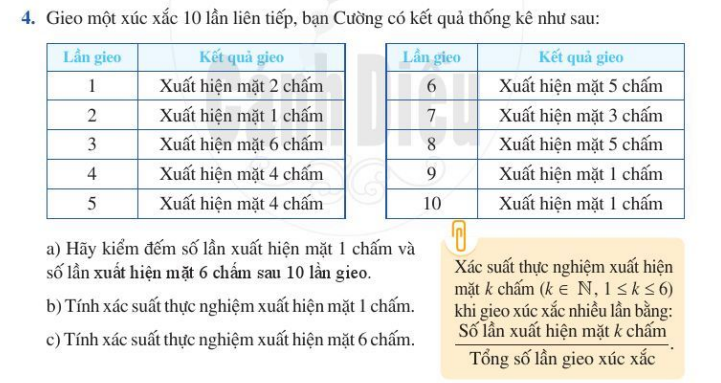 4. Gieo một xúc xắc 10 lần liên tiếp, bạn Cường có kết quả thống kê như sau:
Lần gieo Kết quả gieo
1 Xuất hiện mặt 2 chấm
2 Xuất hiện mặt 1 chấm
3 Xuất hiện mặt 6 chấm
4 Xuất hiện mặt 4 chấm
5 Xuất hiện mặt 4 chấm
Lần gieo Kết quả gieo
6 Xuất hiện mặt 5 chấm
7 Xuất hiện mặt 3 chấm
8 Xuất hiện mặt 5 chấm
9 Xuất hiện mặt 1 chấm
10 Xuất hiện mặt 1 chấm
Cánh Diều
a) Hãy kiểm đếm số lần xuất hiện mặt 1 chấm và
số lần xuất hiện mặt 6 chấm sau 10 lần gieo.
b) Tính xác suất thực nghiệm xuất hiện mặt 1 chấm.
c) Tính xác suất thực nghiệm xuất hiện mặt 6 chấm.
Xác suất thực nghiệm xuất hiện
mặt k chấm (k ∈ ℕ, 1 ≤ k ≤ 6)
khi gieo xúc xắc nhiều lần bằng:
Số lần xuất hiện mặt k chấm
Tổng số lần gieo xúc xắc.